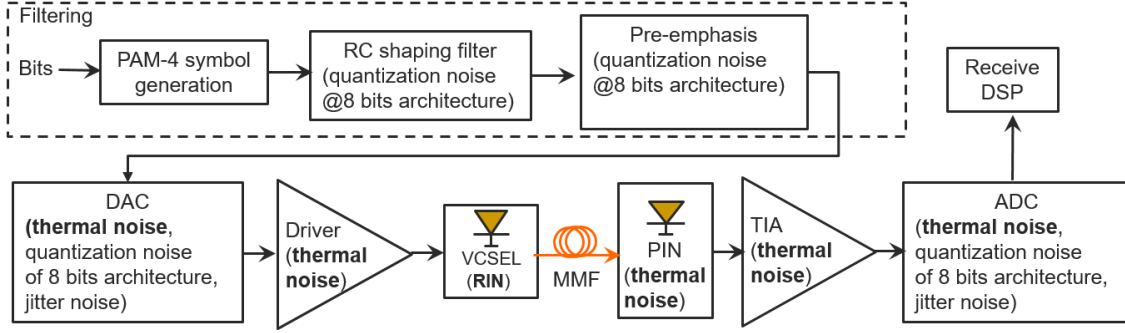 Filtering
Bits
PAM-4 symbol
generation
RC shaping filter
(quantization noise
@8 bits architecture)
Pre-emphasis
(quantization noise
@8 bits architecture)
Receive
DSP
DAC
(thermal noise,
quantization noise
of 8 bits architecture,
jitter noise)
Driver
(thermal
noise)
VCSEL
(RIN)
MMF
PIN
(thermal
noise)
TIA
(thermal
noise)
ADC
(thermal noise,
quantization noise
of 8 bits architecture,
jitter noise)